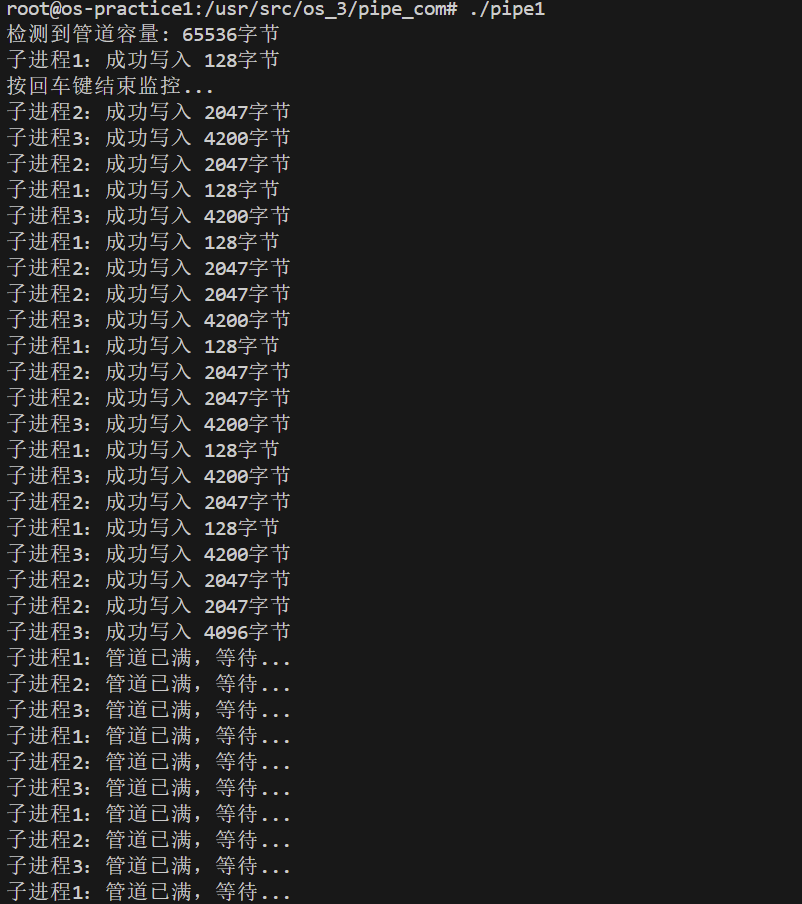 root@os-practice1:/usr/src/os_3/pipe_com# ./pipe1
检测到管道容量: 65536字节
子进程1: 成功写入 128字节
按回车键结束监控...
子进程2: 成功写入 2047字节
子进程3: 成功写入 4200字节
子进程2: 成功写入 2047字节
子进程1: 成功写入 128字节
子进程3: 成功写入 4200字节
子进程1: 成功写入 128字节
子进程2: 成功写入 2047字节
子进程2: 成功写入 2047字节
子进程3: 成功写入 4200字节
子进程1: 成功写入 128字节
子进程2: 成功写入 2047字节
子进程2: 成功写入 2047字节
子进程3: 成功写入 4200字节
子进程1: 成功写入 128字节
子进程3: 成功写入 4200字节
子进程2: 成功写入 2047字节
子进程1: 成功写入 128字节
子进程3: 成功写入 4200字节
子进程2: 成功写入 2047字节
子进程2: 成功写入 2047字节
子进程3: 成功写入 4096字节
子进程1: 管道已满，等待...
子进程2: 管道已满，等待...
子进程3: 管道已满，等待...
子进程1: 管道已满，等待...
子进程2: 管道已满，等待...
子进程3: 管道已满，等待...
子进程1: 管道已满，等待...
子进程2: 管道已满，等待...
子进程3: 管道已满，等待...
子进程1: 管道已满，等待...